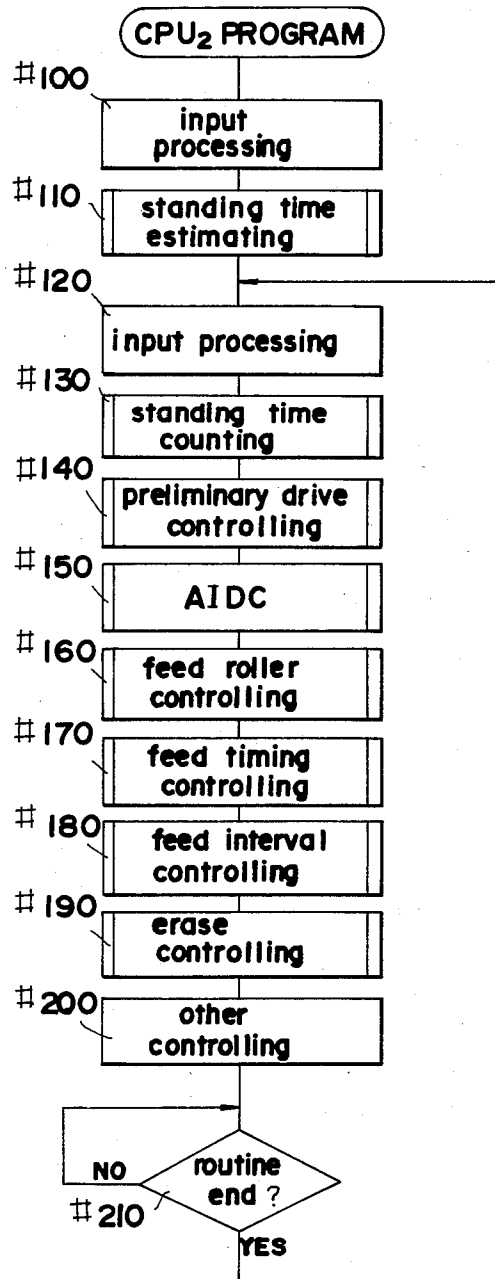 CPU₂ PROGRAM
#100
input
processing
#110
standing time
estimating
#120
input processing
#130
standing time
counting
#140
preliminary drive
controlling
#150
AIDC
#160
feed roller
controlling
#170
feed timing
controlling
#180
feed interval
controlling
#190
erase
controlling
#200
other
controlling
NO
routine
end ?
#210
YES